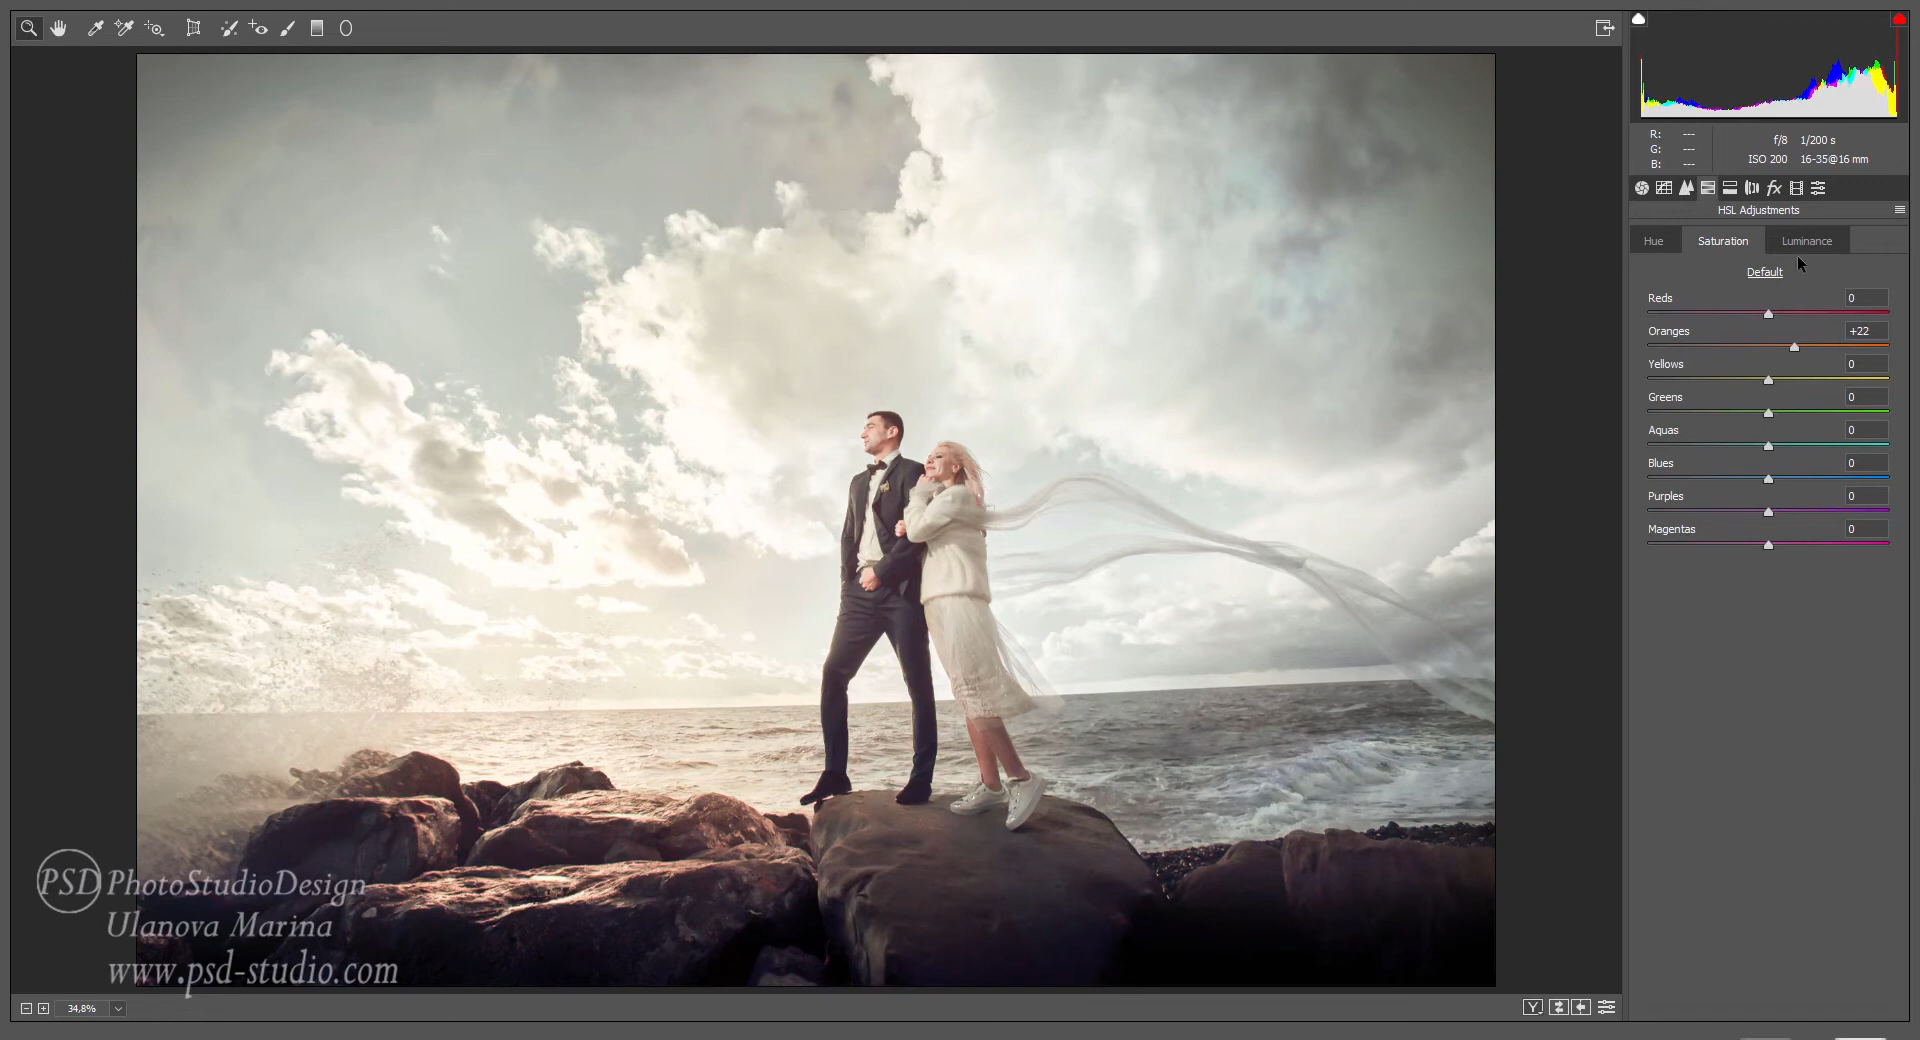 R: ---
G: ---
B: ---
f/8 1/200 s
ISO 200 16-35@16 mm
fx
HSL Adjustments
Hue Saturation Luminance
Default
Reds 0
Oranges +22
Yellows 0
Greens 0
Aquas 0
Blues 0
Purples 0
Magentas 0
PSD PhotoStudioDesign
Ulanova Marina
www.psd-studio.com
34,8%
Y